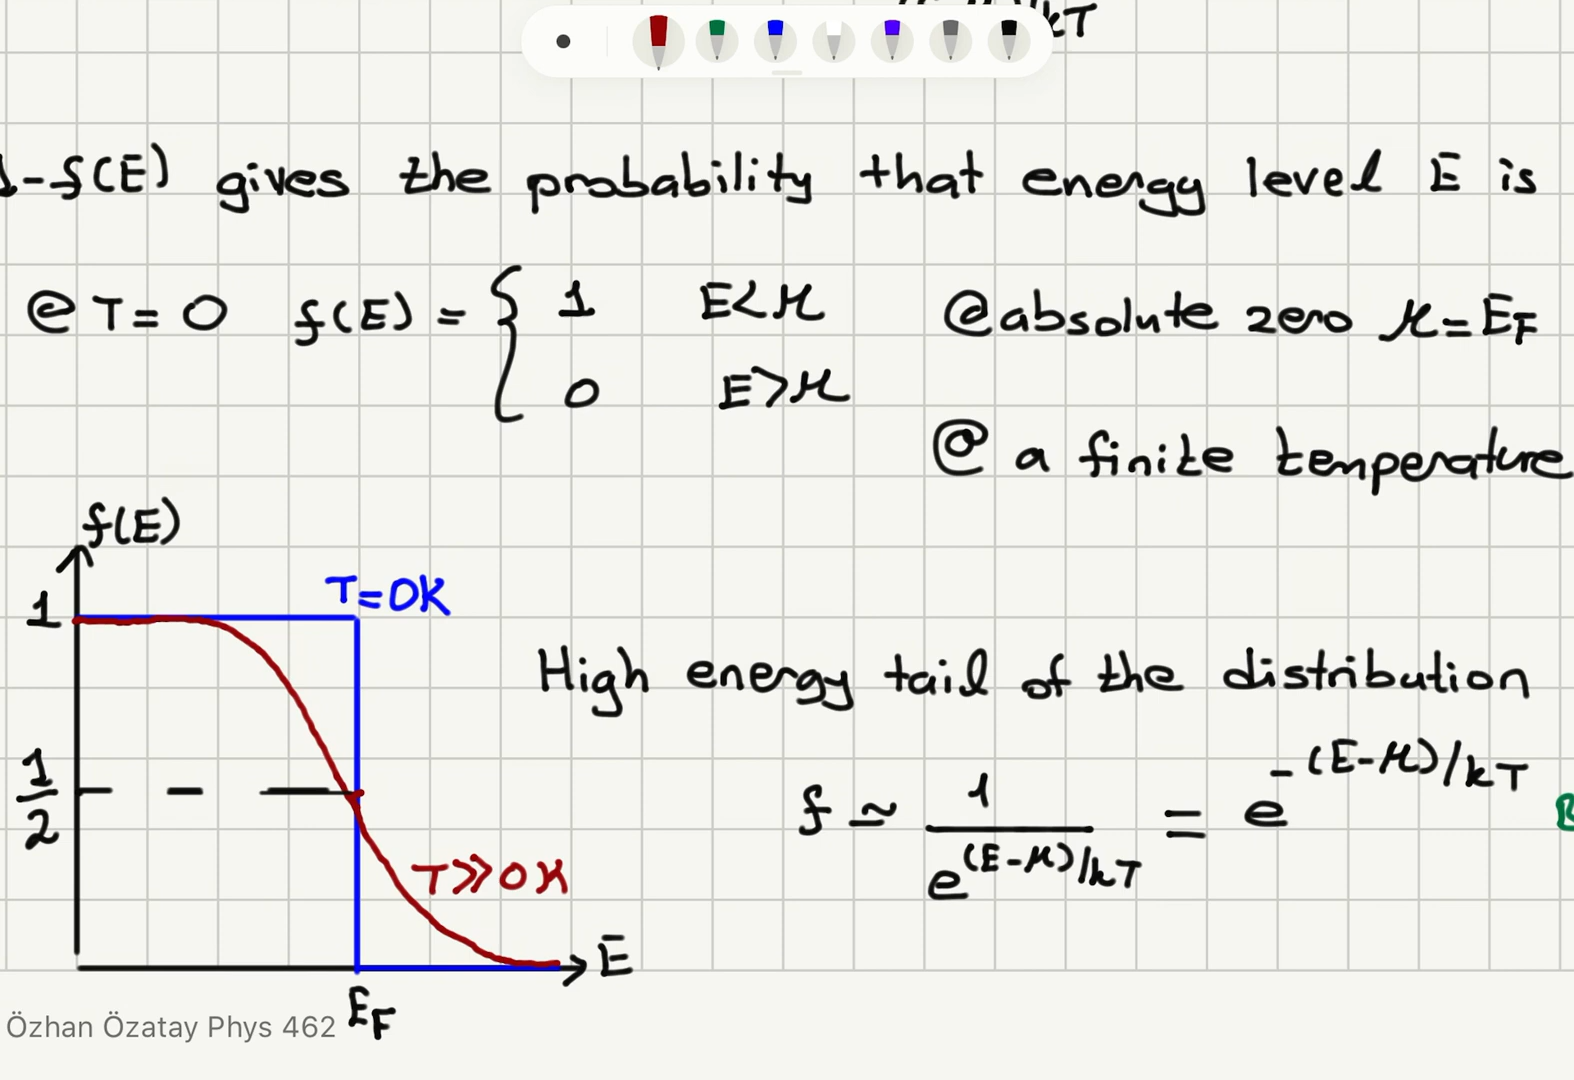 kT
1-f(E) gives the probability that energy level E is
@ T = 0 f(E) = { 1 E<μ @absolute zero μ=E_F
0 E>μ
@ a finite temperature
f(E)
T=0K
1
High energy tail of the distribution
1/2
f ≃ 1/e^(E-μ)/kT = e^-(E-μ)/kT
T≫0K
E
E_F
Özhan Özatay Phys 462